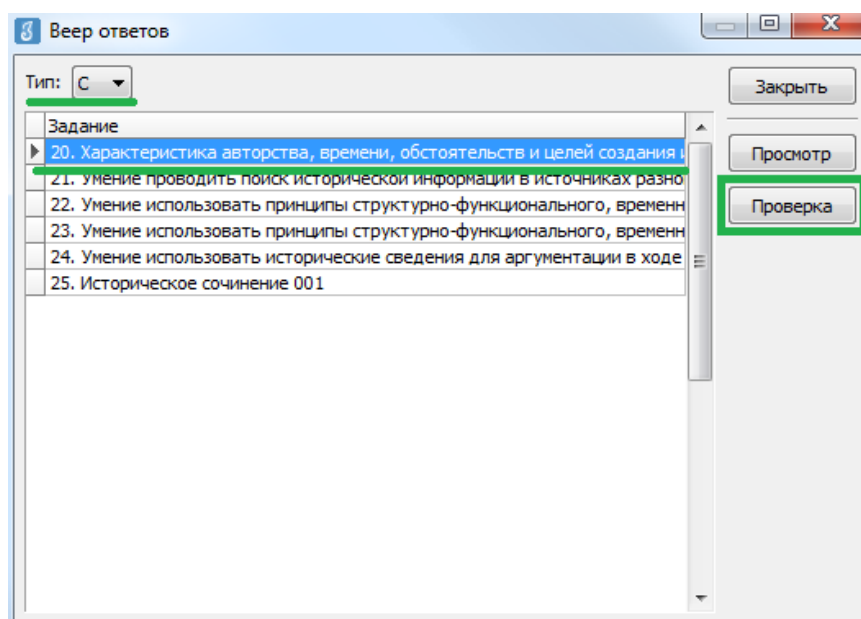 Веер ответов
Тип: C
Закрыть
Задание
20. Характеристика авторства, времени, обстоятельств и целей создания
Просмотр
21. Умение проводить поиск исторической информации в источниках разно
Проверка
22. Умение использовать принципы структурно-функционального, временн
23. Умение использовать принципы структурно-функционального, временн
24. Умение использовать исторические сведения для аргументации в ходе
25. Историческое сочинение 001